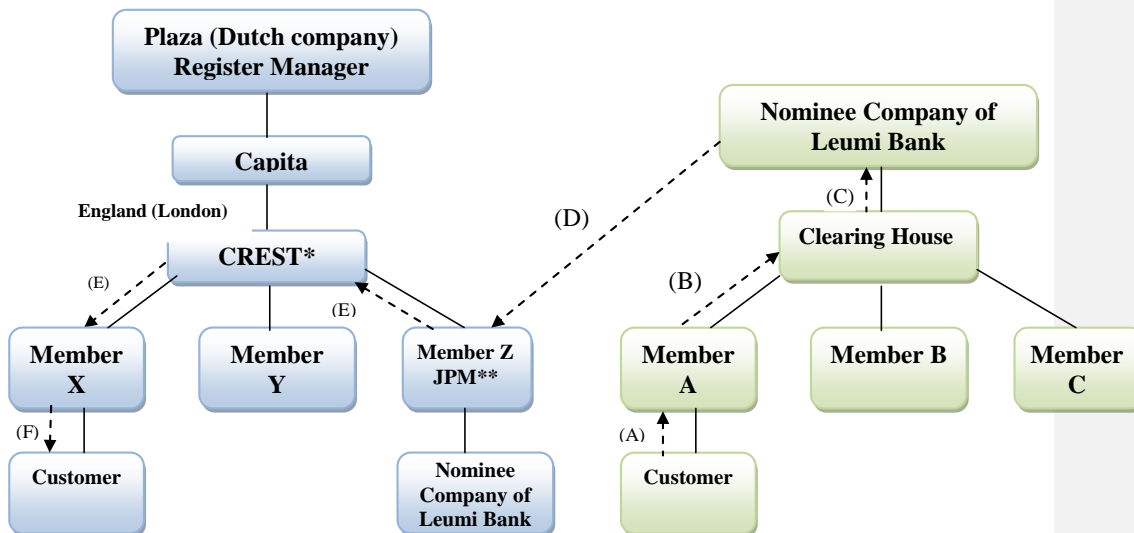 Plaza (Dutch company)
Register Manager
Capita
England (London)
CREST*
(E)
(E)
Member
X
Member
Y
Member Z
JPM**
(F)
Customer
Nominee
Company of
Leumi Bank
(D)
Nominee Company of
Leumi Bank
(C)
Clearing House
(B)
Member
A
Member B
Member
C
(A)
Customer